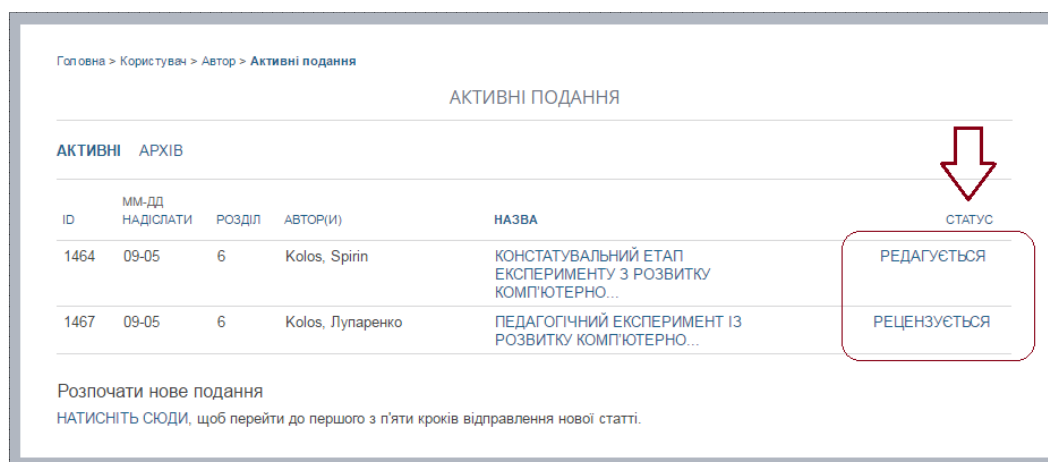 Головна > Користувач > Автор > Активні подання
АКТИВНІ ПОДАННЯ
АКТИВНІ АРХІВ
ID ММ-ДД НАДІСЛАТИ РОЗДІЛ АВТОР(И) НАЗВА СТАТУС
1464 09-05 6 Kolos, Spirin КОНСТАТУВАЛЬНИЙ ЕТАП РЕДАГУЄТЬСЯ
ЕКСПЕРИМЕНТУ З РОЗВИТКУ
КОМП'ЮТЕРНО...
1467 09-05 6 Kolos, Лупаренко ПЕДАГОГІЧНИЙ ЕКСПЕРИМЕНТ ІЗ РЕЦЕНЗУЄТЬСЯ
РОЗВИТКУ КОМП'ЮТЕРНО...
Розпочати нове подання
НАТИСНІТЬ СЮДИ, щоб перейти до першого з п'яти кроків відправлення нової статті.